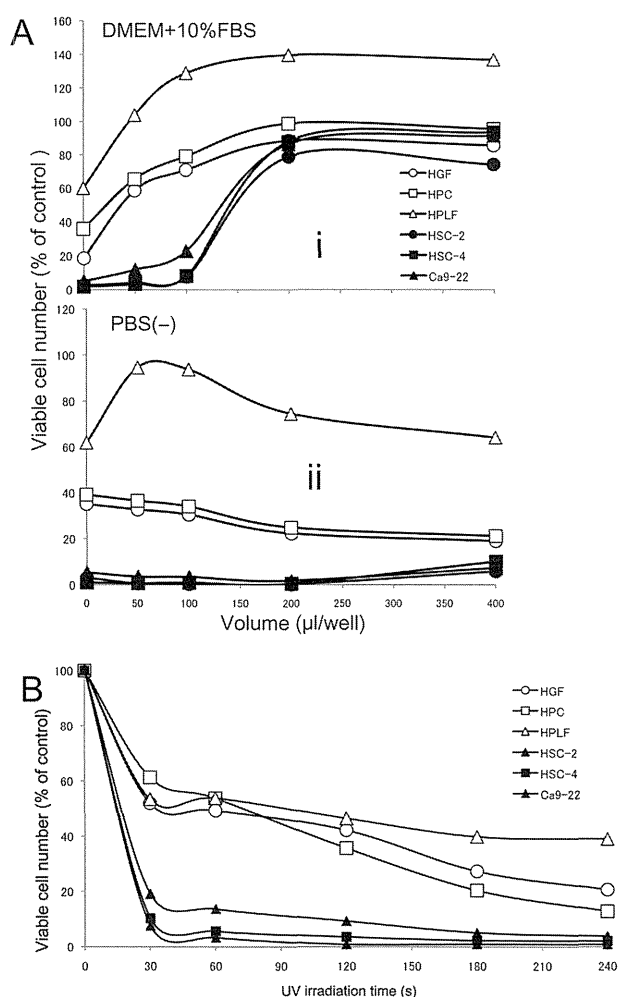 A
DMEM+10%FBS
160
140
120
100
80
60
40
20
0
HGF
HPC
HPLF
HSC-2
HSC-4
Ca9-22
i
Viable cell number (% of control )
120
100
80
60
40
20
0
PBS(–)
ii
0 50 100 150 200 250 300 350 400
Volume (µl/well)
B
100
80
60
40
20
0
HGF
HPC
HPLF
HSC-2
HSC-4
Ca9-22
Viable cell number (% of control)
0 30 60 90 120 150 180 210 240
UV irradiation time (s)